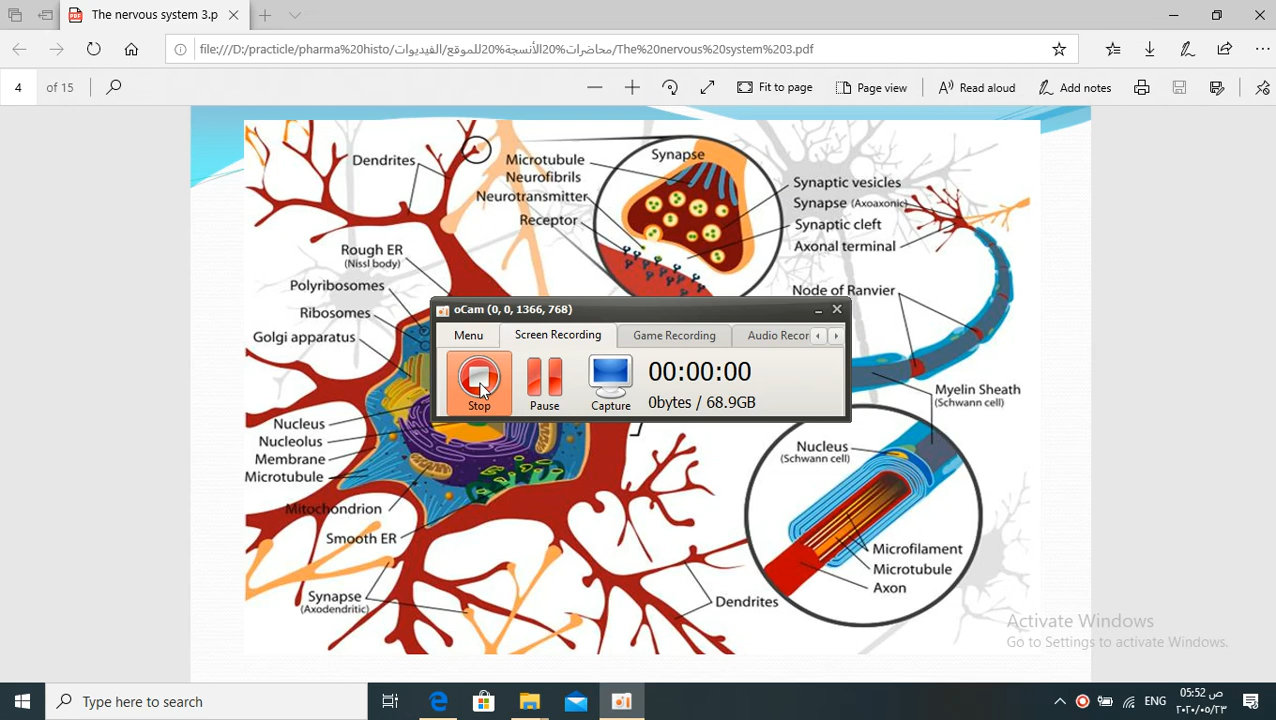 The nervous system 3.p
file:///D:/practicle/pharma%20histo/الفيديوات/محاضرات%20الأنسجة%20للموقع/The%20nervous%20system%203.pdf
4 of 15
Fit to page
Page view
Read aloud
Add notes
Dendrites
Microtubule
Neurofibrils
Neurotransmitter
Receptor
Synapse
Synaptic vesicles
Synapse (Axoaxonic)
Synaptic cleft
Axonal terminal
Rough ER
(Nissl body)
Polyribosomes
Ribosomes
Golgi apparatus
Node of Ranvier
oCam (0, 0, 1366, 768)
Menu
Screen Recording
Game Recording
Audio Recor
Stop
Pause
Capture
00:00:00
0bytes / 68.9GB
Myelin Sheath
(Schwann cell)
Nucleus
Nucleolus
Membrane
Microtubule
Mitochondrion
Smooth ER
Nucleus
(Schwann cell)
Microfilament
Microtubule
Axon
Synapse
(Axodendritic)
Dendrites
Activate Windows
Go to Settings to activate Windows.
Type here to search
ENG
05:52 ص
٢٠٢٠/٠٥/٢٣